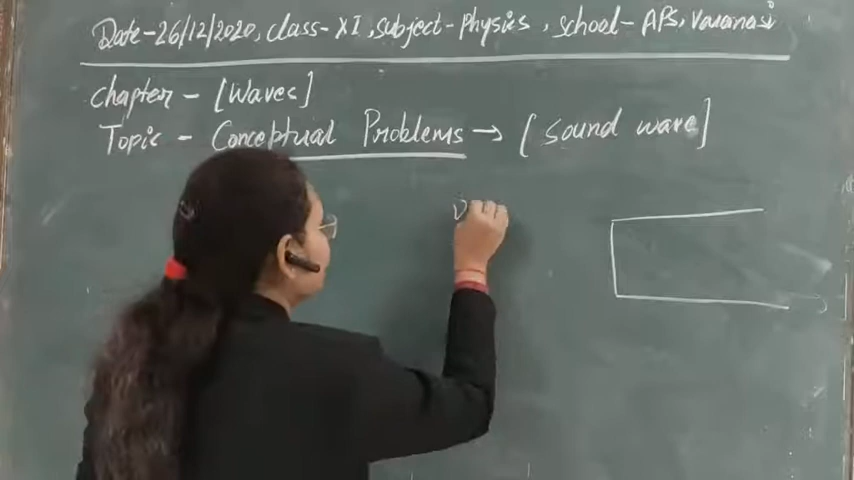 Date-26/12/2020, class-XI, subject-physics, school-APS, Varanasi
chapter - [Waves]
Topic - Conceptual Problems → [sound wave]